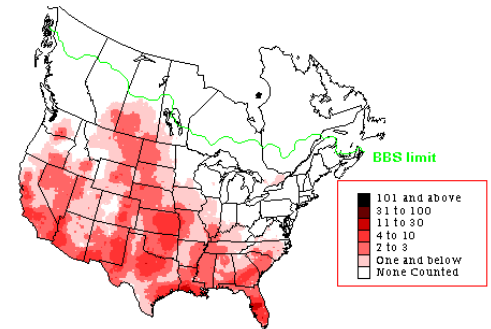 BBS limit
101 and above
31 to 100
11 to 30
4 to 10
2 to 3
One and below
None Counted